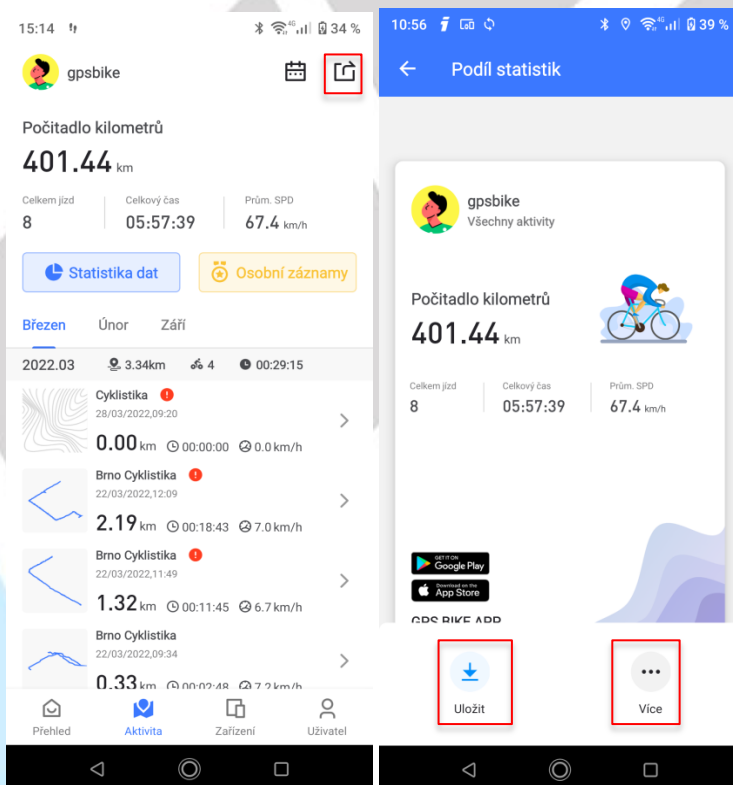 15:14
4G
34 %
gpsbike
Počitadlo kilometrů
401.44 km
Celkem jízd
Celkový čas
Prům. SPD
8
05:57:39
67.4 km/h
Statistika dat
Osobní záznamy
Březen
Únor
Září
2022.03
3.34km
4
00:29:15
Cyklistika
28/03/2022,09:20
0.00 km 00:00:00 0.0 km/h
Brno Cyklistika
22/03/2022,12:09
2.19 km 00:18:43 7.0 km/h
Brno Cyklistika
22/03/2022,11:49
1.32 km 00:11:45 6.7 km/h
Brno Cyklistika
22/03/2022,09:34
0.33 km 00:02:48 7.2 km/h
Přehled
Aktivita
Zařízení
Uživatel
10:56
4G
39 %
Podíl statistik
gpsbike
Všechny aktivity
Počitadlo kilometrů
401.44 km
Celkem jízd
Celkový čas
Prům. SPD
8
05:57:39
67.4 km/h
GET IT ON
Google Play
Download on the
App Store
GPS BIKE APP
Uložit
Více